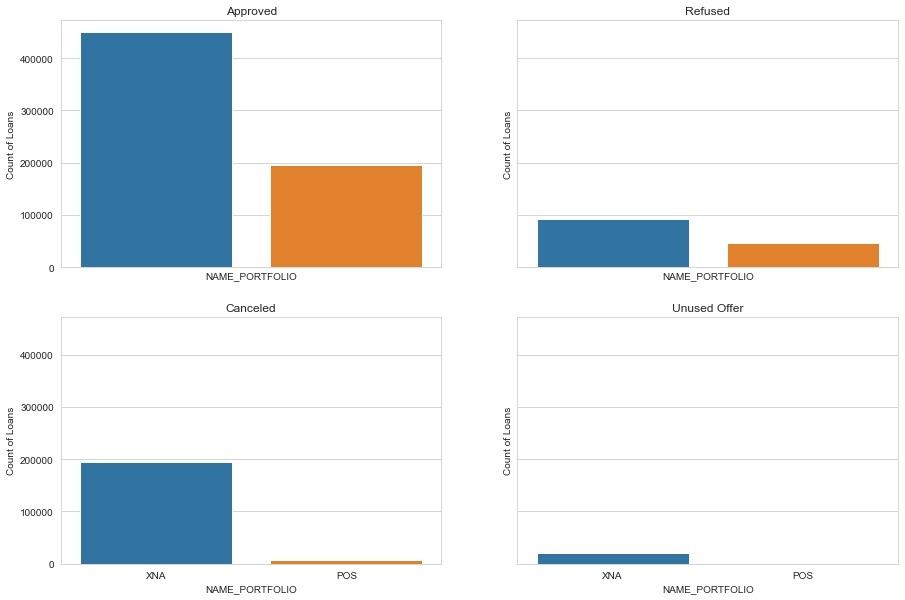 Approved
Count of Loans
400000
300000
200000
100000
0
NAME_PORTFOLIO
Refused
Count of Loans
NAME_PORTFOLIO
Canceled
Count of Loans
400000
300000
200000
100000
0
XNA POS
NAME_PORTFOLIO
Unused Offer
Count of Loans
XNA POS
NAME_PORTFOLIO